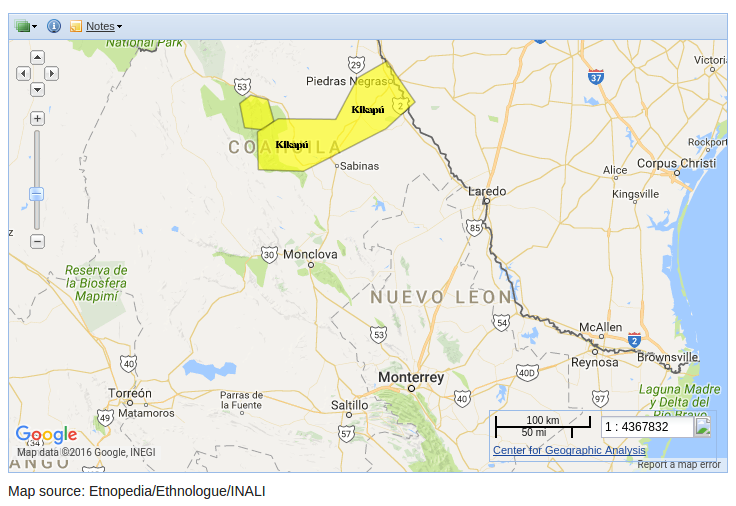 Notes
National Park
Victori
29
37
53
Piedras Negras
2
Kikapú
Rockport
COAHUILA
Kikapú
Sabinas
Corpus Christi
Alice
Laredo
Kingsville
85
30
Monclova
Reserva de
la Biosfera
Mapimí
NUEVO LEON
54
53
McAllen
2
Reynosa
Brownsville
40
40D
Monterrey
Laguna Madre
y Delta del
Río Bravo
Torreón
Parras de
la Fuente
40
97
Matamoros
Saltillo
49
100 km
50 mi
1 : 4367832
57
Google
34
Map data ©2016 Google, INEGI
Center for Geographic Analysis
ANGO
Report a map error
Map source: Etnopedia/Ethnologue/INALI